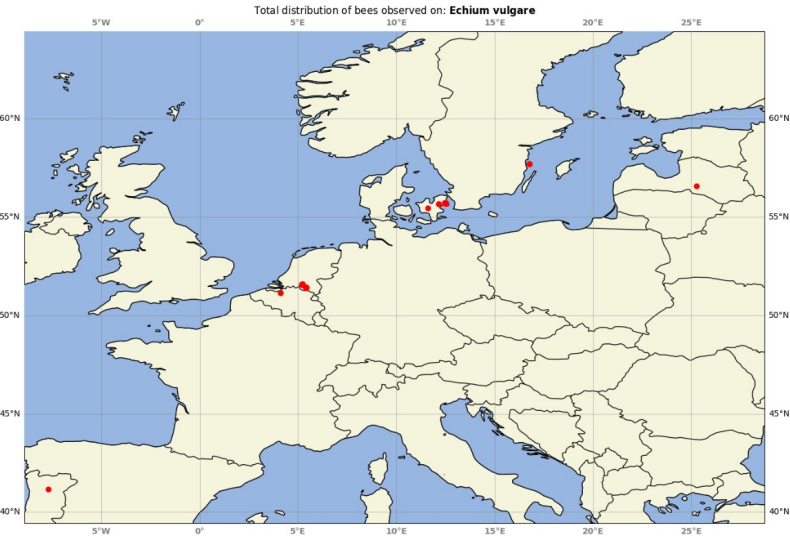 Total distribution of bees observed on: Echium vulgare
5°W 0° 5°E 10°E 15°E 20°E 25°E
60°N 60°N
55°N 55°N
50°N 50°N
45°N 45°N
40°N 40°N
5°W 0° 5°E 10°E 15°E 20°E 25°E